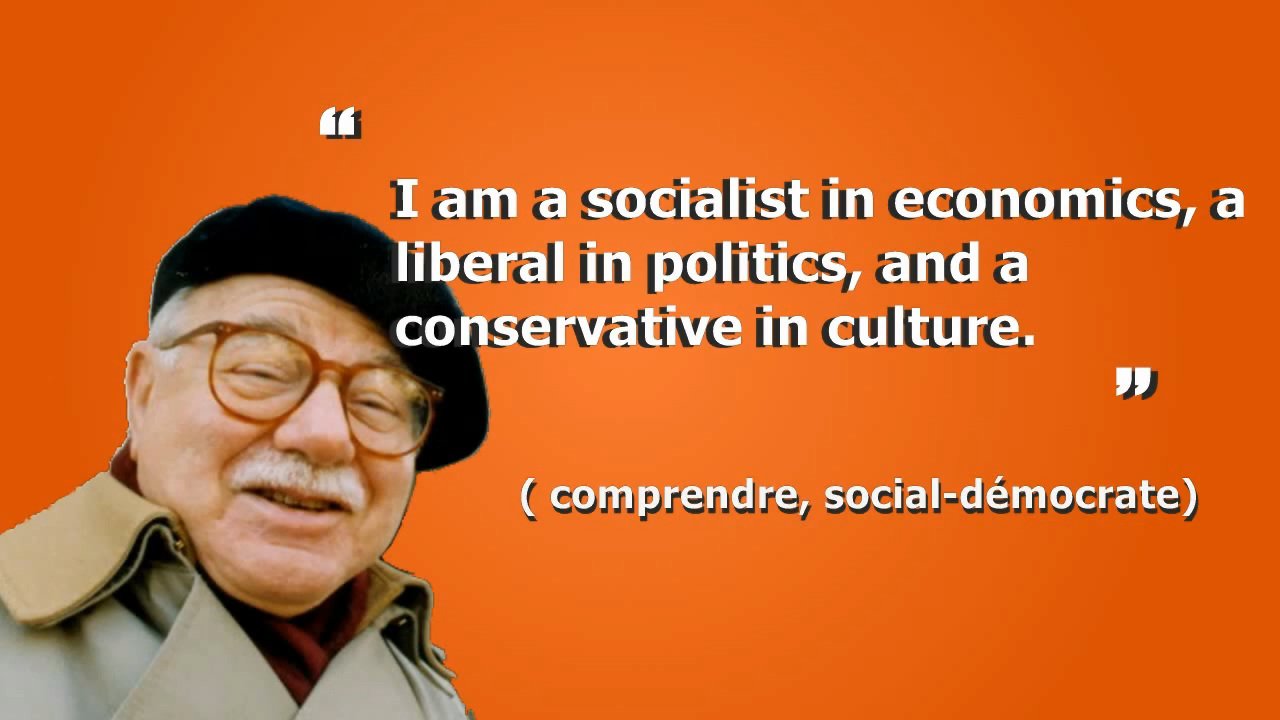 “
I am a socialist in economics, a
liberal in politics, and a
conservative in culture.
”
( comprendre, social-démocrate)